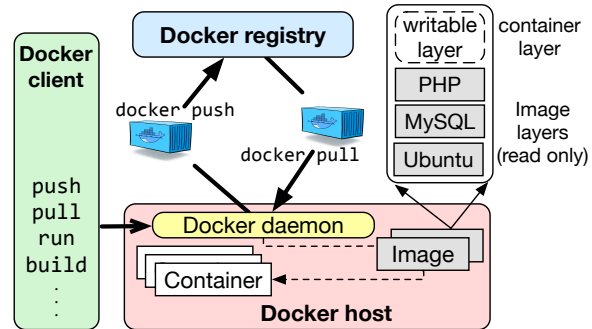 Docker
client
push
pull
run
build
.
.
.
Docker registry
docker push
docker pull
writable
layer
container
layer
PHP
MySQL
Ubuntu
Image
layers
(read only)
Docker daemon
Image
Container
Docker host